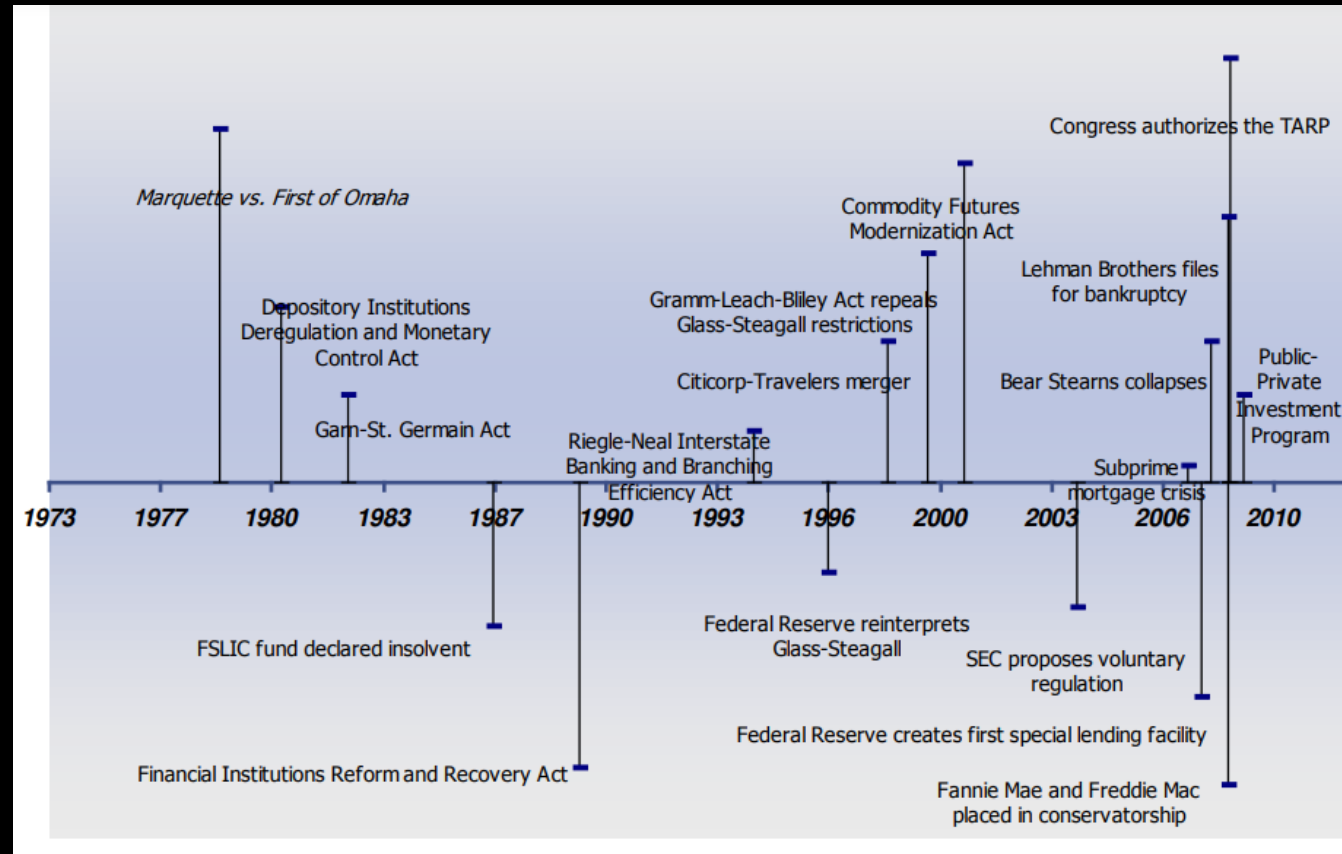 Congress authorizes the TARP
Marquette vs. First of Omaha
Commodity Futures
Modernization Act
Lehman Brothers files
for bankruptcy
Depository Institutions
Deregulation and Monetary
Control Act
Gramm-Leach-Bliley Act repeals
Glass-Steagall restrictions
Public-
Private
Investment
Program
Citicorp-Travelers merger
Bear Stearns collapses
Garn-St. Germain Act
Riegle-Neal Interstate
Banking and Branching
Efficiency Act
Subprime
mortgage crisis
1973 1977 1980 1983 1987 1990 1993 1996 2000 2003 2006 2010
FSLIC fund declared insolvent
Federal Reserve reinterprets
Glass-Steagall
SEC proposes voluntary
regulation
Federal Reserve creates first special lending facility
Financial Institutions Reform and Recovery Act
Fannie Mae and Freddie Mac
placed in conservatorship